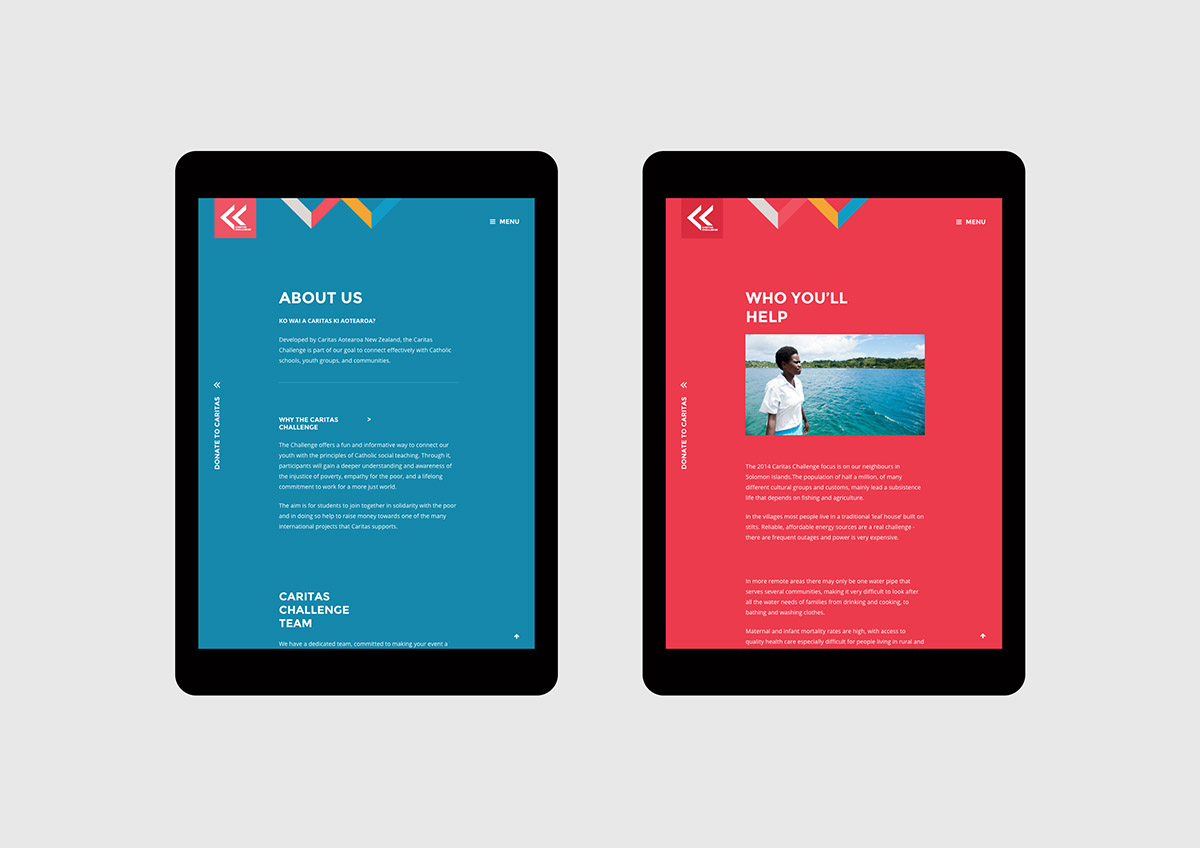 CARITAS
CHALLENGE
MENU
ABOUT US
KO WAI A CARITAS KI AOTEAROA?
Developed by Caritas Aotearoa New Zealand, the Caritas
Challenge is part of our goal to connect effectively with Catholic
schools, youth groups, and communities.
DONATE TO CARITAS
WHY THE CARITAS >
CHALLENGE
The Challenge offers a fun and informative way to connect our
youth with the principles of Catholic social teaching. Through it,
participants will gain a deeper understanding and awareness of
the injustice of poverty, empathy for the poor, and a lifelong
commitment to work for a more just world.
The aim is for students to join together in solidarity with the poor
and in doing so help to raise money towards one of the many
international projects that Caritas supports.
CARITAS
CHALLENGE
TEAM
We have a dedicated team, committed to making your event a
CARITAS
CHALLENGE
MENU
WHO YOU'LL
HELP
DONATE TO CARITAS
The 2014 Caritas Challenge focus is on our neighbours in
Solomon Islands.The population of half a million, of many
different cultural groups and customs, mainly lead a subsistence
life that depends on fishing and agriculture.
In the villages most people live in a traditional 'leaf house' built on
stilts. Reliable, affordable energy sources are a real challenge -
there are frequent outages and power is very expensive.
In more remote areas there may only be one water pipe that
serves several communities, making it very difficult to look after
all the water needs of families from drinking and cooking, to
bathing and washing clothes.
Maternal and infant mortality rates are high, with access to
quality health care especially difficult for people living in rural and